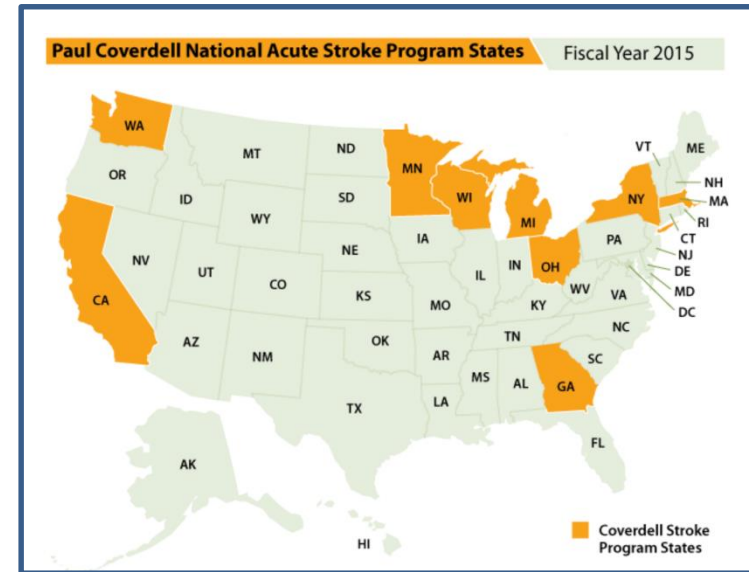 Paul Coverdell National Acute Stroke Program States
Fiscal Year 2015
WA
MT
ND
MN
VT
ME
OR
ID
SD
WI
NY
NH
MA
WY
MI
RI
CT
NV
NE
IA
PA
NJ
DE
MD
DC
CA
UT
CO
IL
IN
OH
WV
VA
KS
MO
KY
NC
AZ
NM
OK
AR
TN
SC
TX
LA
MS
AL
GA
FL
AK
HI
Coverdell Stroke
Program States